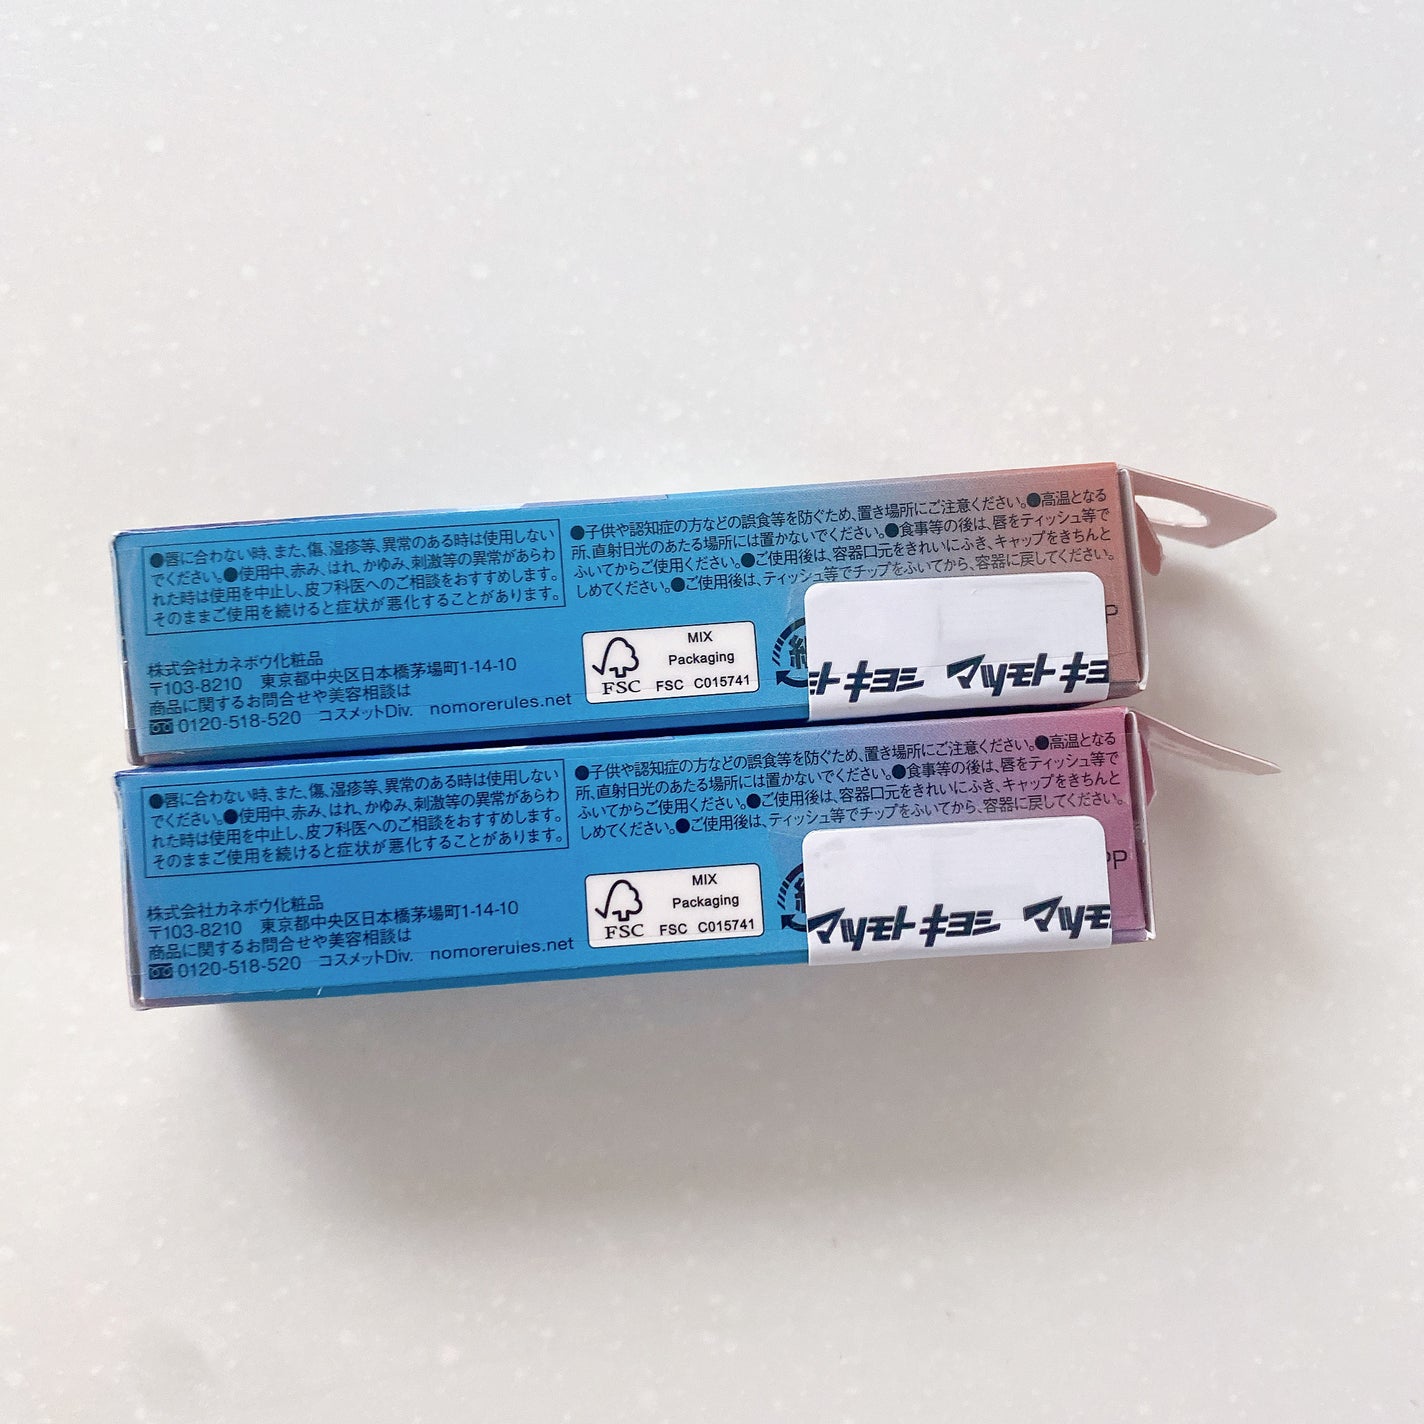 ●唇に合わない時、また、傷、湿疹等、異常のある時は使用しない
でください。●使用中、赤み、はれ、かゆみ、刺激等の異常があらわ
れた時は使用を中止し、皮フ科医へのご相談をおすすめします。
そのままご使用を続けると症状が悪化することがあります。
●子供や認知症の方などの誤食等を防ぐため、置き場所にご注意ください。●高温となる
所、直射日光のあたる場所には置かないでください。●食事等の後は、唇をティッシュ等で
ふいてからご使用ください。●ご使用後は、容器口元をきれいにふき、キャップをきちんと
しめてください。●ご使用後は、ティッシュ等でチップをふいてから、容器に戻してください。
株式会社カネボウ化粧品
〒103-8210 東京都中央区日本橋茅場町1-14-10
商品に関するお問合せや美容相談は
0120-518-520 コスメットDiv. nomorerules.net
MIX
Packaging
FSC FSC C015741
紙
P
モト キヨシ マツモト キヨ
●唇に合わない時、また、傷、湿疹等、異常のある時は使用しない
でください。●使用中、赤み、はれ、かゆみ、刺激等の異常があらわ
れた時は使用を中止し、皮フ科医へのご相談をおすすめします。
そのままご使用を続けると症状が悪化することがあります。
●子供や認知症の方などの誤食等を防ぐため、置き場所にご注意ください。●高温となる
所、直射日光のあたる場所には置かないでください。●食事等の後は、唇をティッシュ等で
ふいてからご使用ください。●ご使用後は、容器口元をきれいにふき、キャップをきちんと
しめてください。●ご使用後は、ティッシュ等でチップをふいてから、容器に戻してください。
株式会社カネボウ化粧品
〒103-8210 東京都中央区日本橋茅場町1-14-10
商品に関するお問合せや美容相談は
0120-518-520 コスメットDiv. nomorerules.net
MIX
Packaging
FSC FSC C015741
PP
マツモト キヨシ マツモ